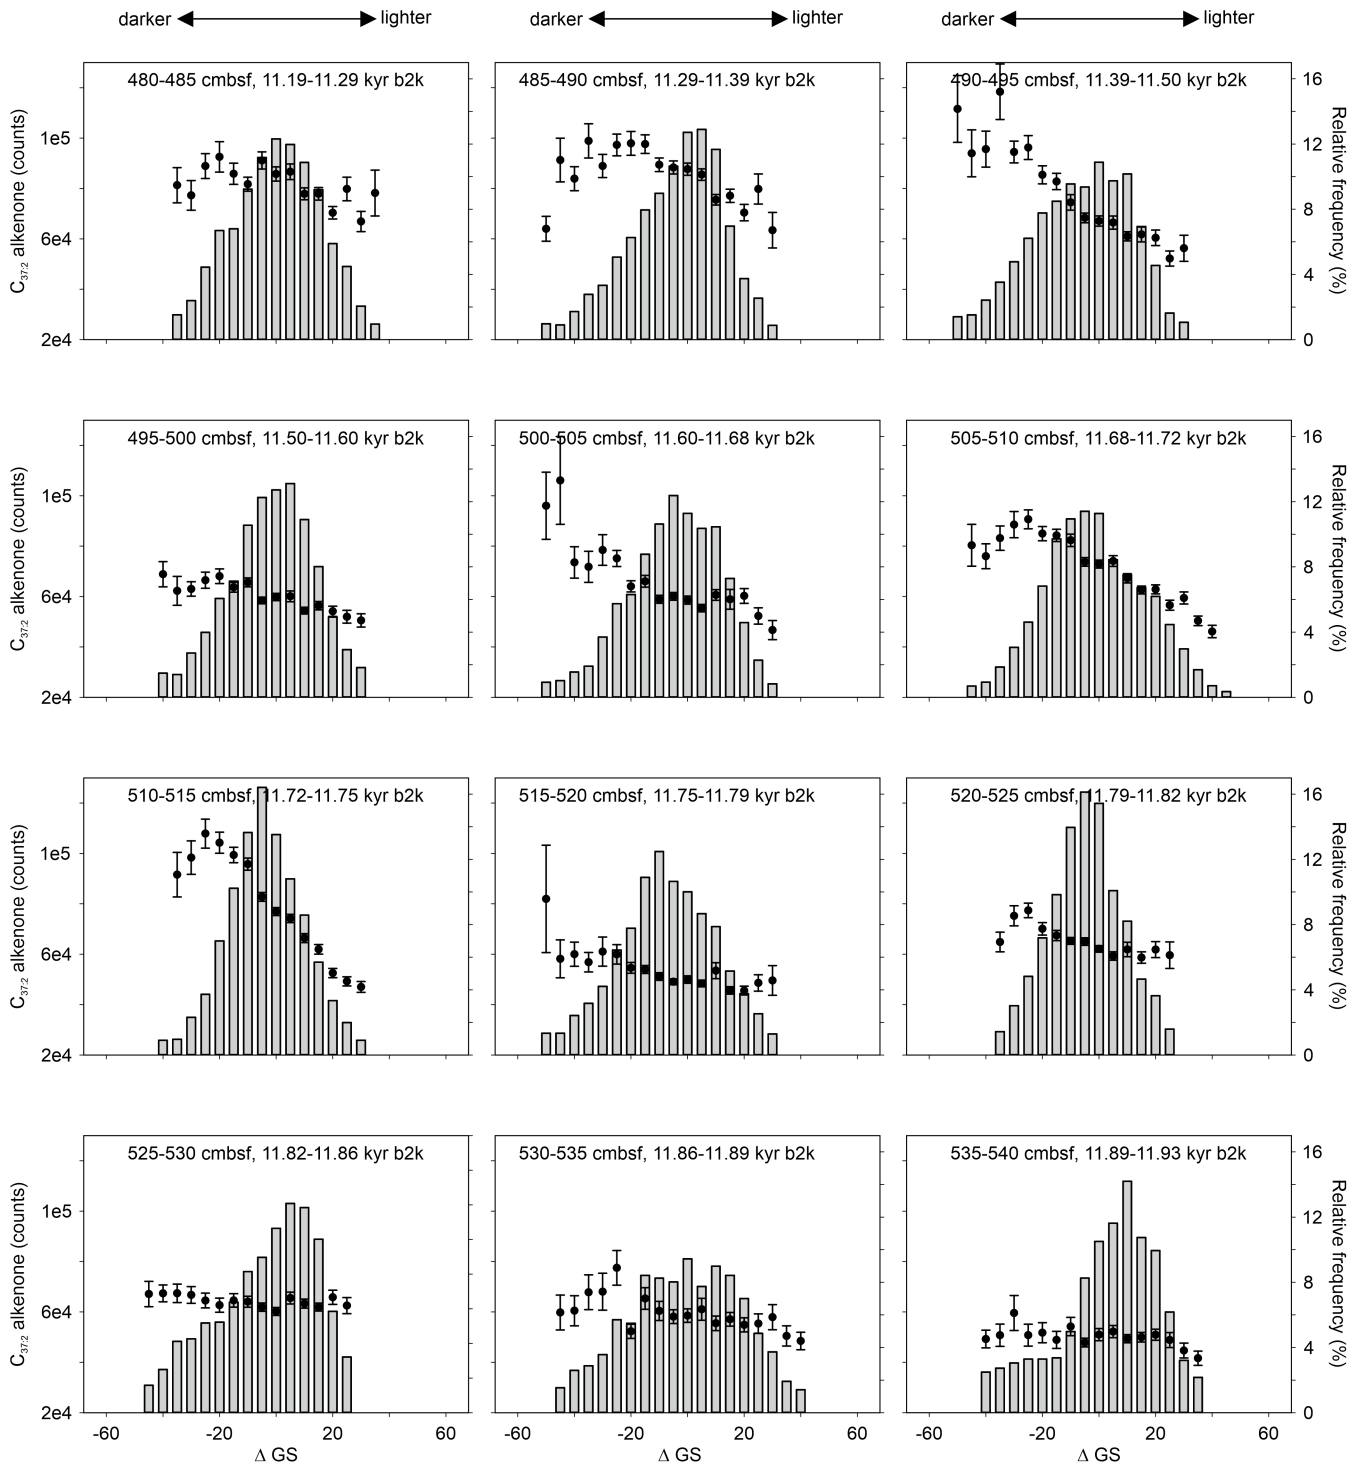 darker lighter darker lighter darker lighter
480-485 cmbsf, 11.19-11.29 kyr b2k
485-490 cmbsf, 11.29-11.39 kyr b2k
490-495 cmbsf, 11.39-11.50 kyr b2k
C37:2 alkenone (counts)
1e5
6e4
2e4
16
12
8
4
0
Relative frequency (%)
495-500 cmbsf, 11.50-11.60 kyr b2k
500-505 cmbsf, 11.60-11.68 kyr b2k
505-510 cmbsf, 11.68-11.72 kyr b2k
C37:2 alkenone (counts)
1e5
6e4
2e4
16
12
8
4
0
Relative frequency (%)
510-515 cmbsf, 11.72-11.75 kyr b2k
515-520 cmbsf, 11.75-11.79 kyr b2k
520-525 cmbsf, 11.79-11.82 kyr b2k
C37:2 alkenone (counts)
1e5
6e4
2e4
16
12
8
4
0
Relative frequency (%)
525-530 cmbsf, 11.82-11.86 kyr b2k
530-535 cmbsf, 11.86-11.89 kyr b2k
535-540 cmbsf, 11.89-11.93 kyr b2k
C37:2 alkenone (counts)
1e5
6e4
2e4
16
12
8
4
0
Relative frequency (%)
-60 -20 20 60 -60 -20 20 60 -60 -20 20 60
Δ GS Δ GS Δ GS